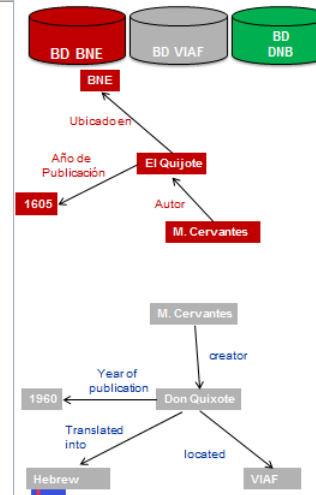 BD BNE
BD VIAF
BD
DNB
BNE
Ubicado en
Año de
Publicación
El Quijote
1605
Autor
M. Cervantes
M. Cervantes
creator
Year of
publication
1960
Don Quixote
Translated
into
located
Hebrew
VIAF